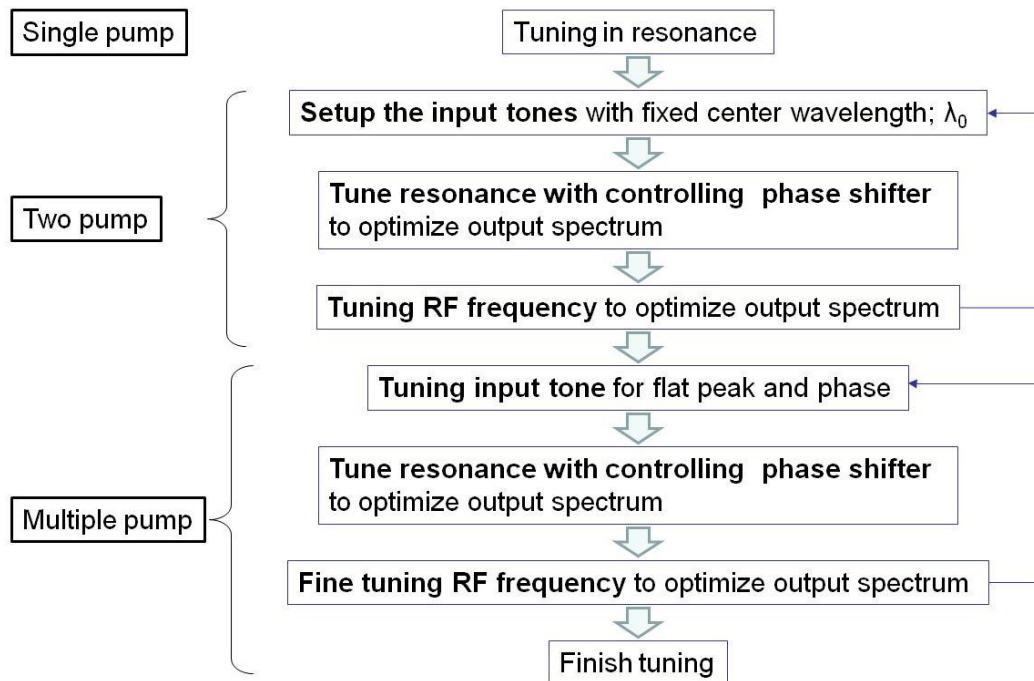 Single pump
Tuning in resonance
Setup the input tones with fixed center wavelength; λ0
Two pump
Tune resonance with controlling phase shifter
to optimize output spectrum
Tuning RF frequency to optimize output spectrum
Tuning input tone for flat peak and phase
Multiple pump
Tune resonance with controlling phase shifter
to optimize output spectrum
Fine tuning RF frequency to optimize output spectrum
Finish tuning